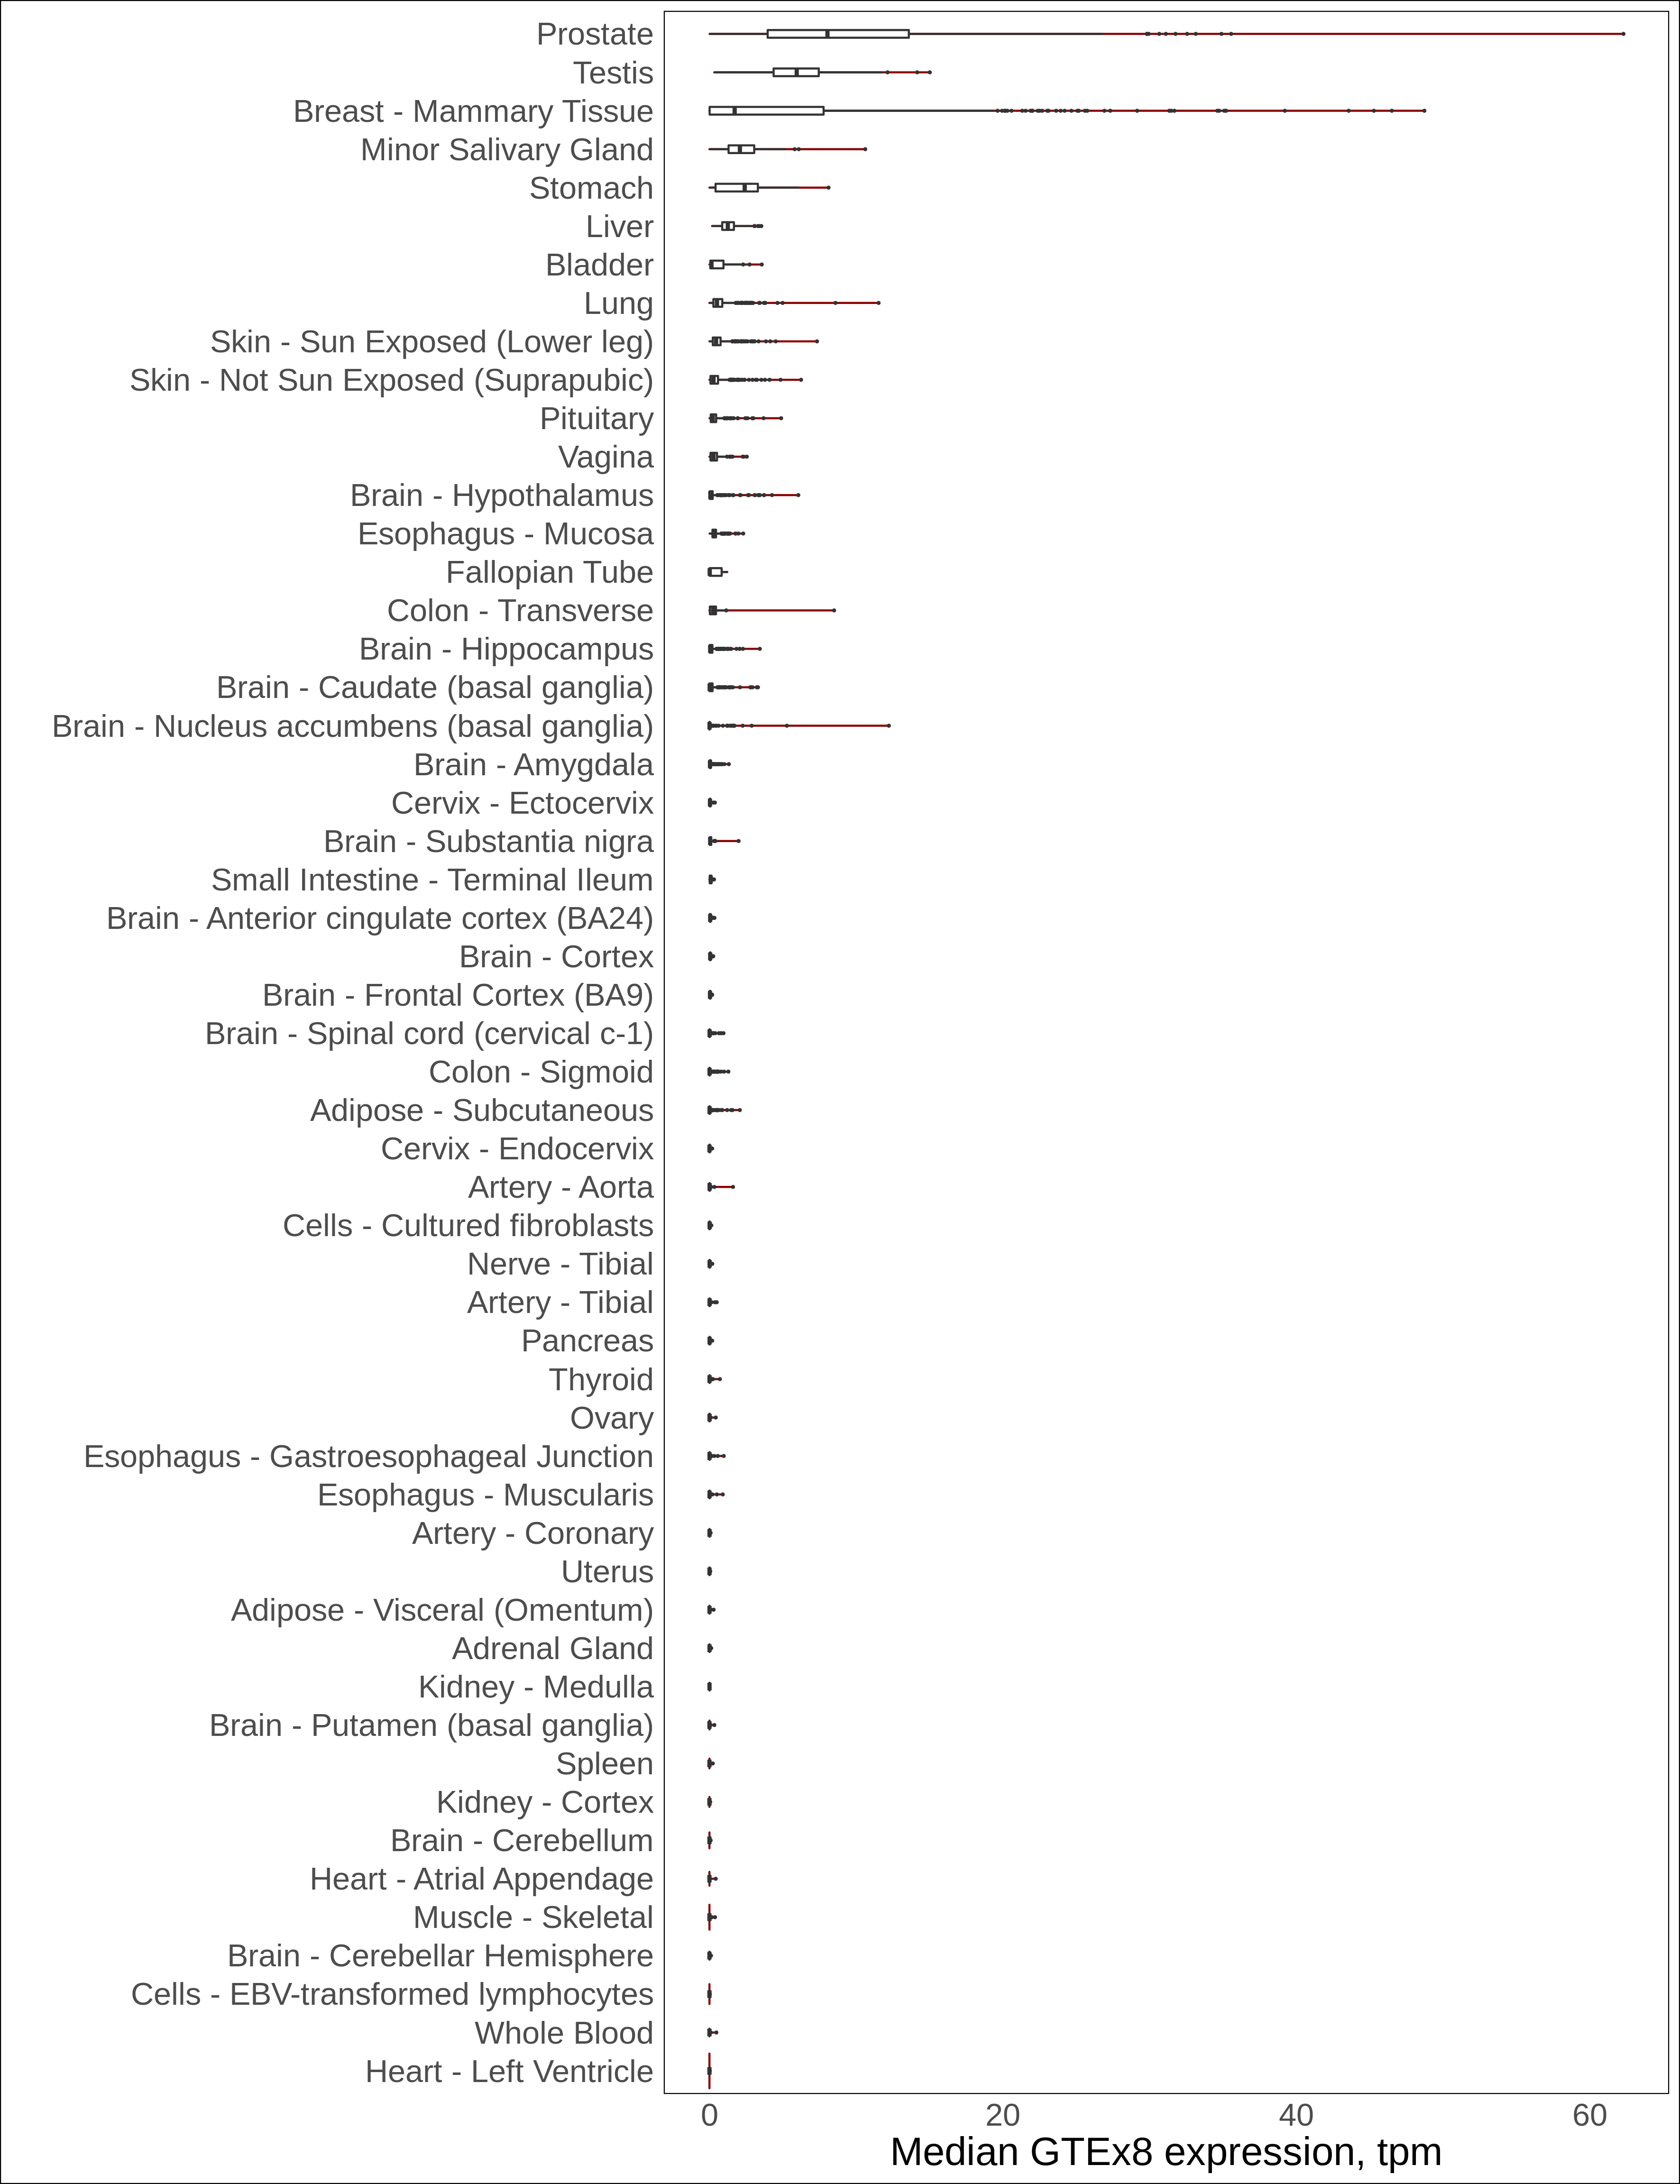 Prostate
Testis
Breast - Mammary Tissue
Minor Salivary Gland
Stomach
Liver
Bladder
Lung
Skin - Sun Exposed (Lower leg)
Skin - Not Sun Exposed (Suprapubic)
Pituitary
Vagina
Brain - Hypothalamus
Esophagus - Mucosa
Fallopian Tube
Colon - Transverse
Brain - Hippocampus
Brain - Caudate (basal ganglia)
Brain - Nucleus accumbens (basal ganglia)
Brain - Amygdala
Cervix - Ectocervix
Brain - Substantia nigra
Small Intestine - Terminal Ileum
Brain - Anterior cingulate cortex (BA24)
Brain - Cortex
Brain - Frontal Cortex (BA9)
Brain - Spinal cord (cervical c-1)
Colon - Sigmoid
Adipose - Subcutaneous
Cervix - Endocervix
Artery - Aorta
Cells - Cultured fibroblasts
Nerve - Tibial
Artery - Tibial
Pancreas
Thyroid
Ovary
Esophagus - Gastroesophageal Junction
Esophagus - Muscularis
Artery - Coronary
Uterus
Adipose - Visceral (Omentum)
Adrenal Gland
Kidney - Medulla
Brain - Putamen (basal ganglia)
Spleen
Kidney - Cortex
Brain - Cerebellum
Heart - Atrial Appendage
Muscle - Skeletal
Brain - Cerebellar Hemisphere
Cells - EBV-transformed lymphocytes
Whole Blood
Heart - Left Ventricle
0 20 40 60
Median GTEx8 expression, tpm